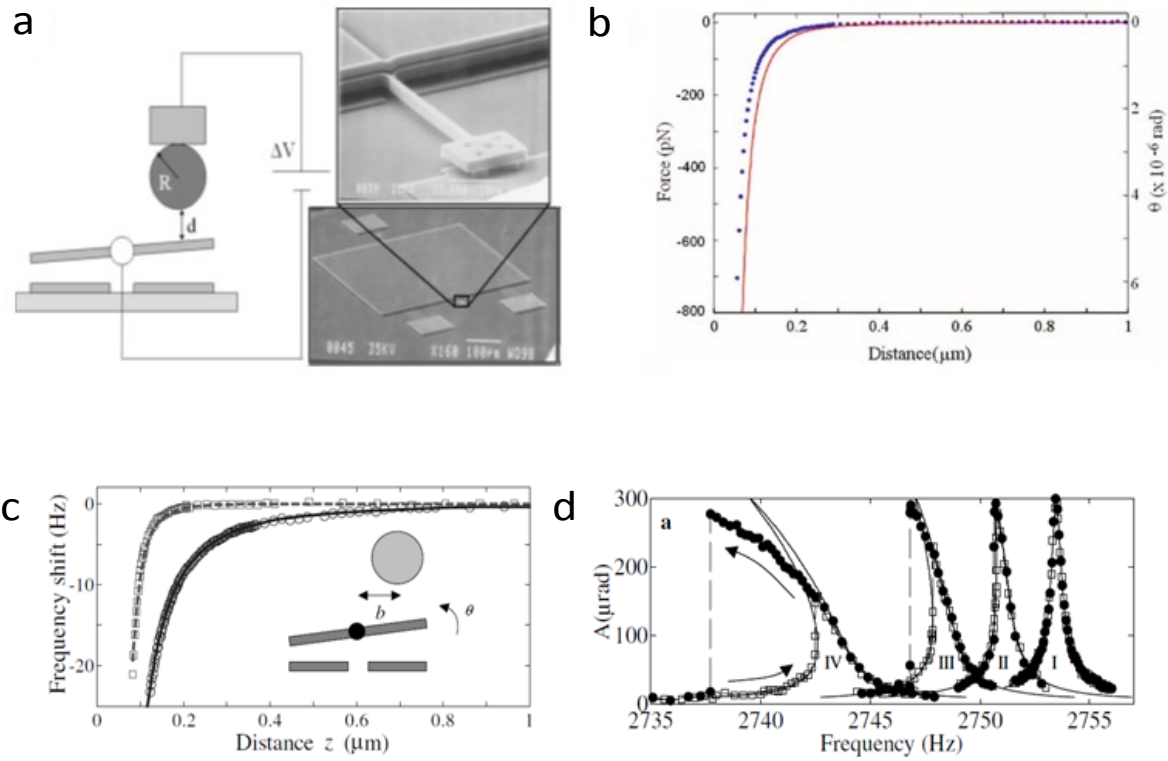 a
ΔV
R
d
0045 35KV X160 100μm WD98
b
0
-200
-400
-600
-800
Force (pN)
0
2
4
6
θ (x 10 -6 rad)
0 0.2 0.4 0.6 0.8 1
Distance(μm)
c
0
-10
-20
Frequency shift (Hz)
b
θ
0 0.2 0.4 0.6 0.8 1
Distance z (μm)
d
a
300
200
100
0
A(μrad)
IV III II I
2735 2740 2745 2750 2755
Frequency (Hz)